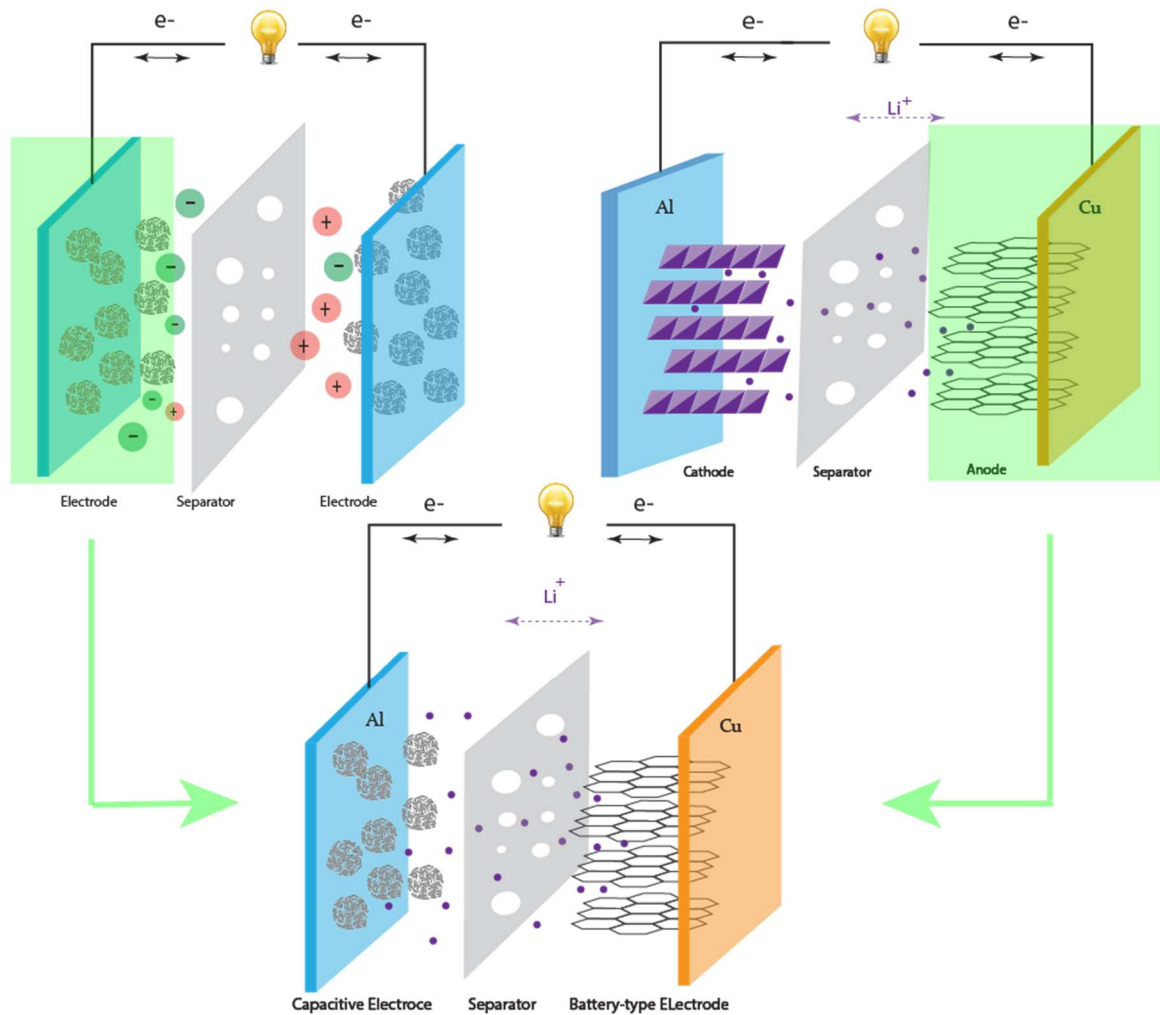 e-
e-
Electrode
Separator
Electrode
e-
e-
Li+
Al
Cu
Cathode
Separator
Anode
e-
e-
Li+
Al
Cu
Capacitive Electroce
Separator
Battery-type ELectrode
-
-
-
-
-
+
+
-
+
+
+